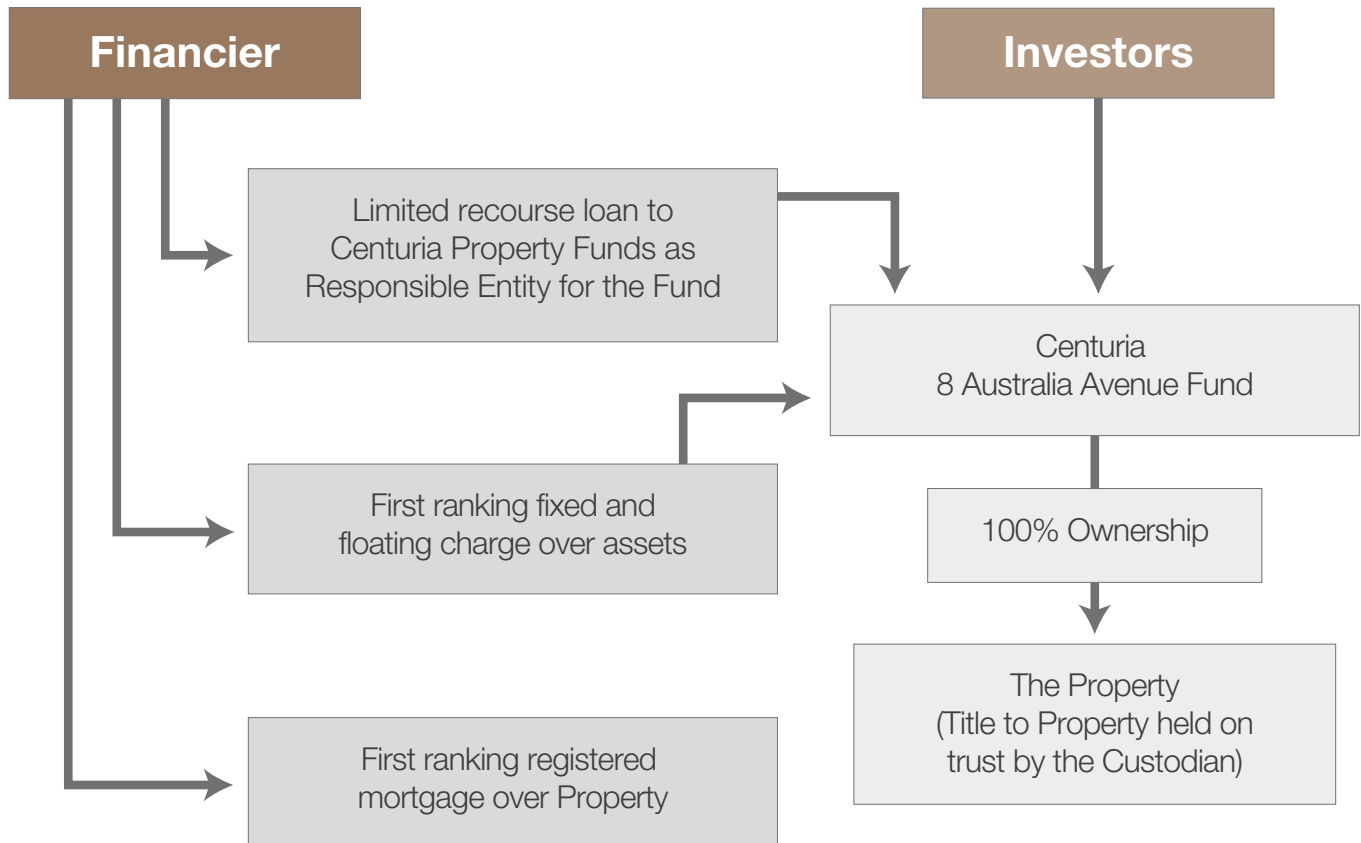 Financier
Investors
Limited recourse loan to
Centuria Property Funds as
Responsible Entity for the Fund
Centuria
8 Australia Avenue Fund
First ranking fixed and
floating charge over assets
100% Ownership
The Property
(Title to Property held on
trust by the Custodian)
First ranking registered
mortgage over Property